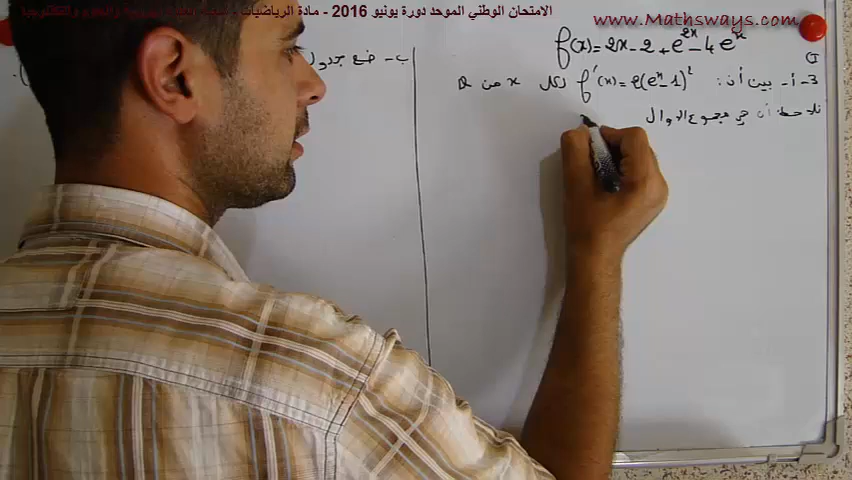 الامتحان الوطني الموحد دورة يونيو 2016 - مادة الرياضيات -
www.Mathsways.com
f(x) = 2x - 2 + e^{2x} - 4e^x
I)
3 - أ - بين أن : f'(x) = 2(e^x - 1)^2 لكل x من R
نلاحظ أن f مجموع الدوال
ب - ضع جدول